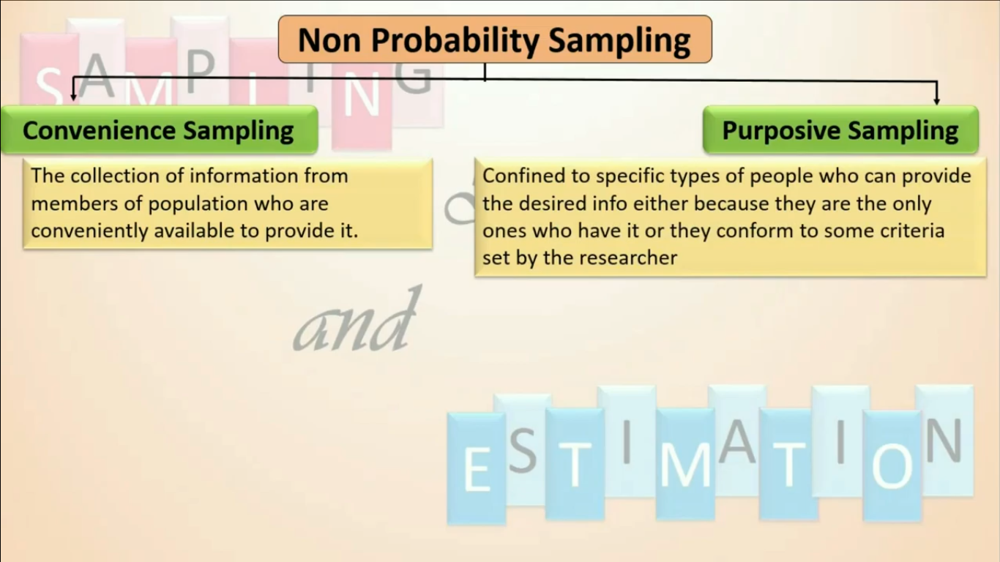 Non Probability Sampling
SAMPLING
Convenience Sampling
Purposive Sampling
The collection of information from
members of population who are
conveniently available to provide it.
Confined to specific types of people who can provide
the desired info either because they are the only
ones who have it or they conform to some criteria
set by the researcher
and
ESTIMATION